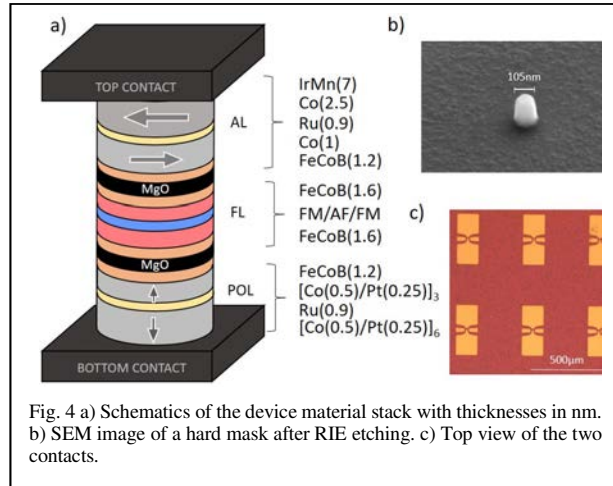 a)
TOP CONTACT
AL
IrMn(7)
Co(2.5)
Ru(0.9)
Co(1)
FeCoB(1.2)
MgO
FL
FeCoB(1.6)
FM/AF/FM
FeCoB(1.6)
MgO
POL
FeCoB(1.2)
[Co(0.5)/Pt(0.25)]₃
Ru(0.9)
[Co(0.5)/Pt(0.25)]₆
BOTTOM CONTACT
b)
105nm
c)
500µm
Fig. 4 a) Schematics of the device material stack with thicknesses in nm.
b) SEM image of a hard mask after RIE etching. c) Top view of the two
contacts.